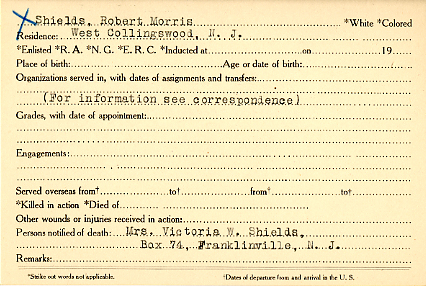 X Shields, Robert Morris *White *Colored
Residence: West Collingswood, N. J.
*Enlisted *R. A. *N. G. *E. R. C. *Inducted at on 19
Place of birth: Age or date of birth:
Organizations served in, with dates of assignments and transfers:
(For information see correspondence)
Grades, with date of appointment:
Engagements:
Served overseas from† to† from† to†
*Killed in action *Died of
Other wounds or injuries received in action:
Persons notified of death: Mrs. Victoria W. Shields,
Box 74, Franklinville, N. J.
Remarks:
*Strike out words not applicable. †Dates of departure from and arrival in the U. S.